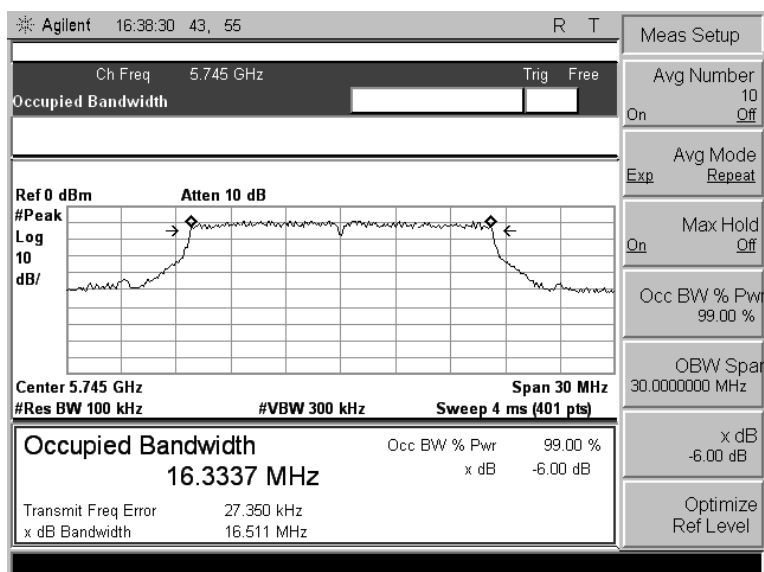 Agilent 16:38:30 43, 55 R T
Ch Freq 5.745 GHz Trig Free
Occupied Bandwidth
Ref 0 dBm Atten 10 dB
#Peak
Log
10
dB/
Center 5.745 GHz Span 30 MHz
#Res BW 100 kHz #VBW 300 kHz Sweep 4 ms (401 pts)
Occupied Bandwidth
16.3337 MHz
Occ BW % Pwr 99.00 %
x dB -6.00 dB
Transmit Freq Error 27.350 kHz
x dB Bandwidth 16.511 MHz
Meas Setup
Avg Number
10
On Off
Avg Mode
Exp Repeat
Max Hold
On Off
Occ BW % Pwr
99.00 %
OBW Span
30.0000000 MHz
x dB
-6.00 dB
Optimize
Ref Level